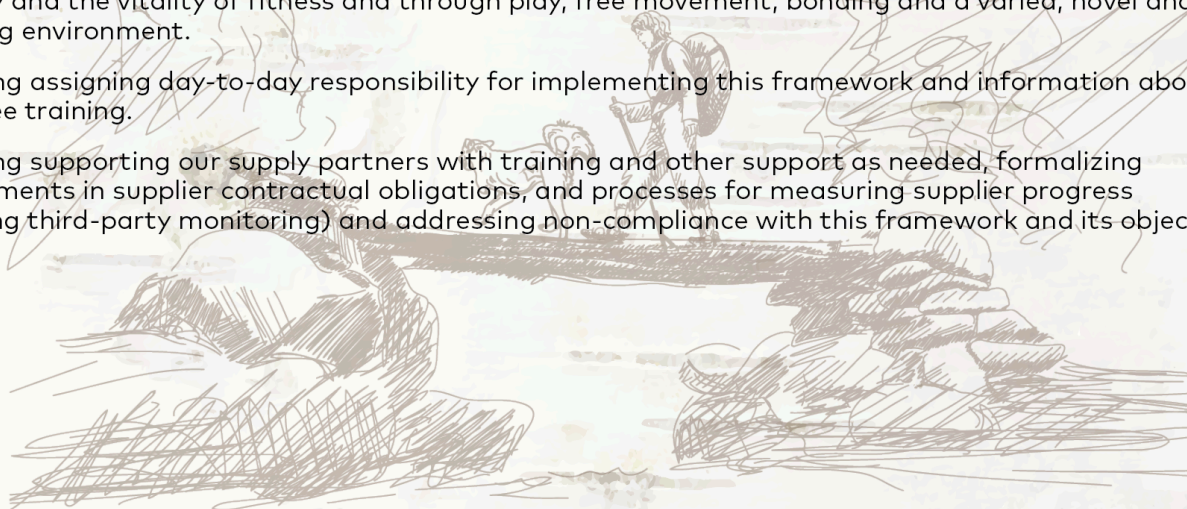 y and the vitality of fitness and through play, free movement, bonding and a varied, novel and
g environment.
ng assigning day-to-day responsibility for implementing this framework and information abo
ee training.
ng supporting our supply partners with training and other support as needed, formalizing
ments in supplier contractual obligations, and processes for measuring supplier progress
ng third-party monitoring) and addressing non-compliance with this framework and its objec